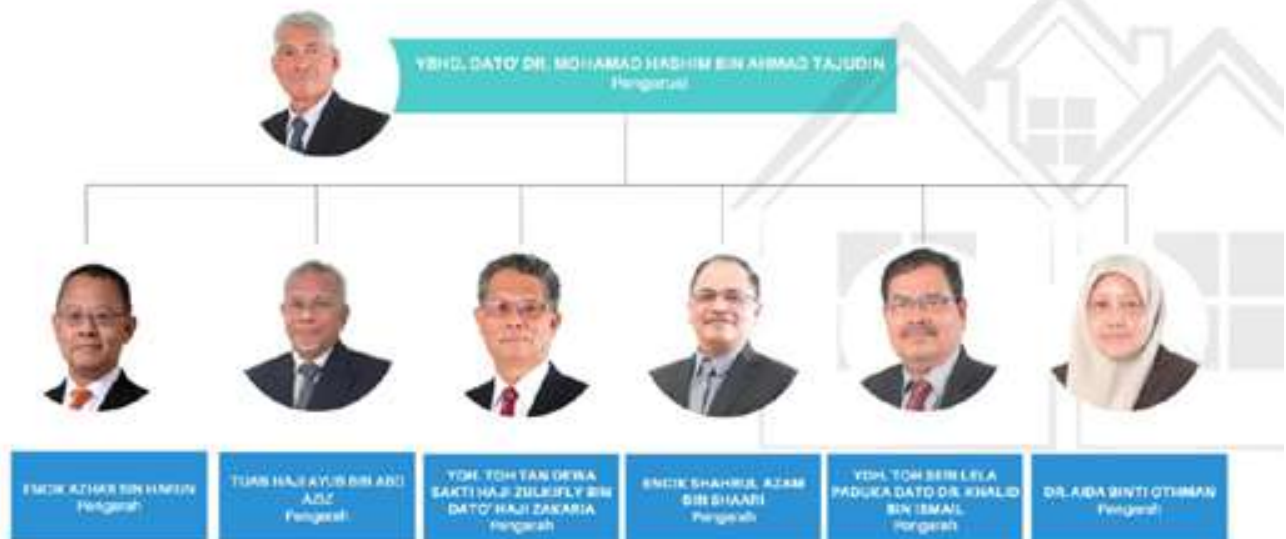 YBHG. DATO' DR. MOHAMAD HASHIM BIN AHMAD TAJUDIN
Pengerusi
ENCIK AZHAR BIN HARUN
Pengarah
TUAN HAJI AYUB BIN ABD
AZIZ
Pengarah
YDH. TOH TAN DEWA
SAKTI HAJI ZULKIFLY BIN
DATO' HAJI ZAKARIA
Pengarah
ENCIK SHAHRUL AZAM
BIN SHAARI
Pengarah
YDH. TOH SERI LELA
PADUKA DATO DR. KHALID
BIN ISMAIL
Pengarah
DR. AIDA BINTI OTHMAN
Pengarah